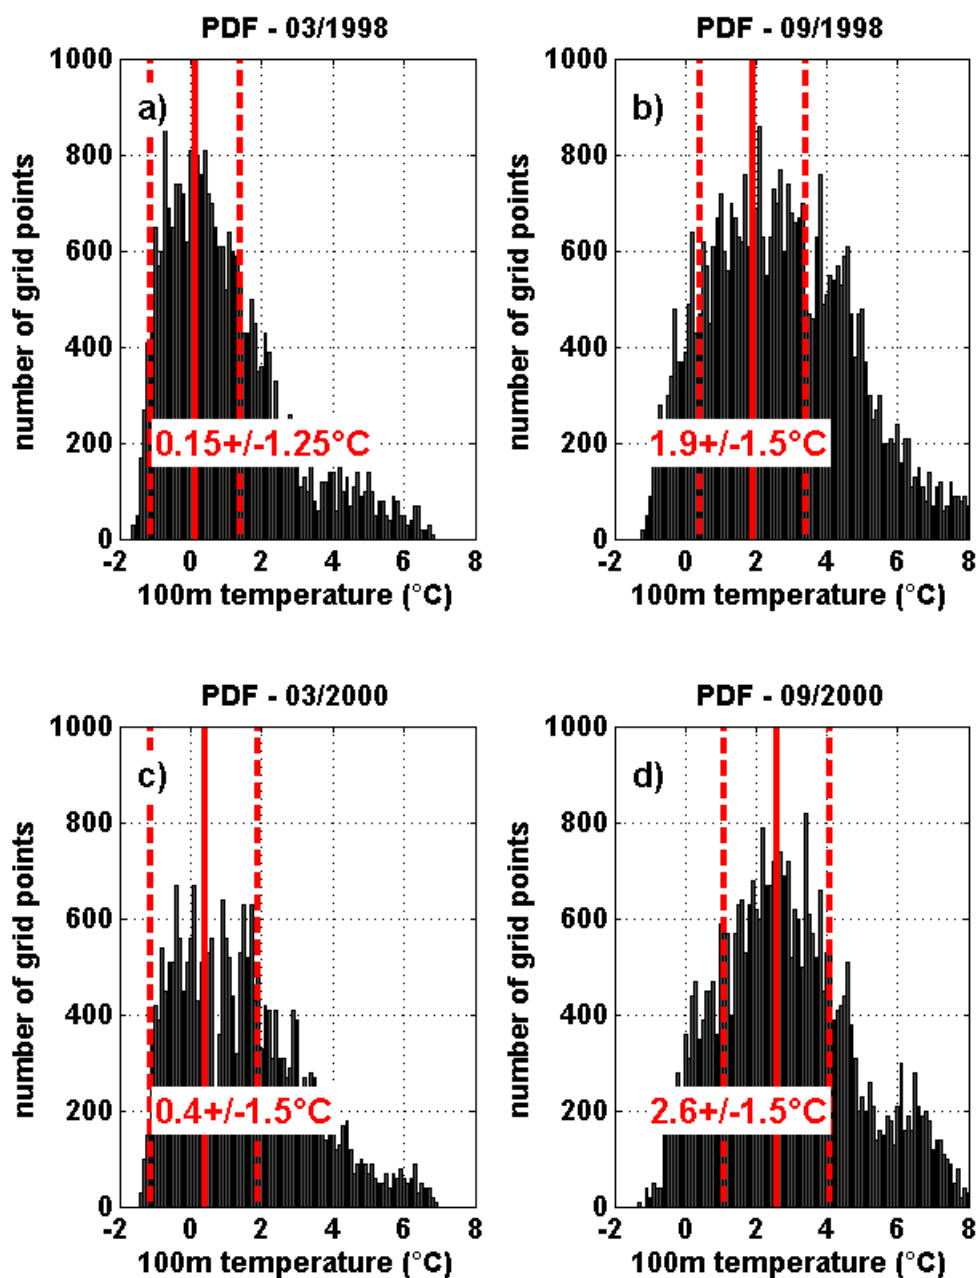 PDF - 03/1998
1000
800
600
400
200
0
number of grid points
a)
0.15+/-1.25°C
-2 0 2 4 6 8
100m temperature (°C)
PDF - 09/1998
1000
800
600
400
200
0
number of grid points
b)
1.9+/-1.5°C
-2 0 2 4 6 8
100m temperature (°C)
PDF - 03/2000
1000
800
600
400
200
0
number of grid points
c)
0.4+/-1.5°C
-2 0 2 4 6 8
100m temperature (°C)
PDF - 09/2000
1000
800
600
400
200
0
number of grid points
d)
2.6+/-1.5°C
-2 0 2 4 6 8
100m temperature (°C)